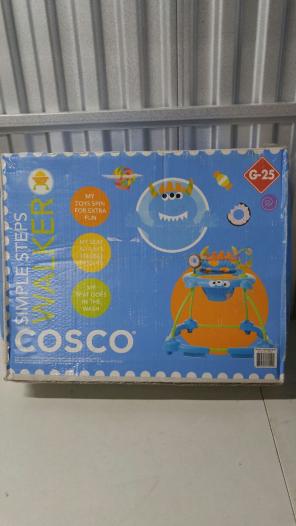 SIMPLE STEPS
WALKER
COSCO
MY
TOYS SPIN
FOR EXTRA
FUN
MY SEAT
MY
SEAT GOES
IN THE
WASH
G-25